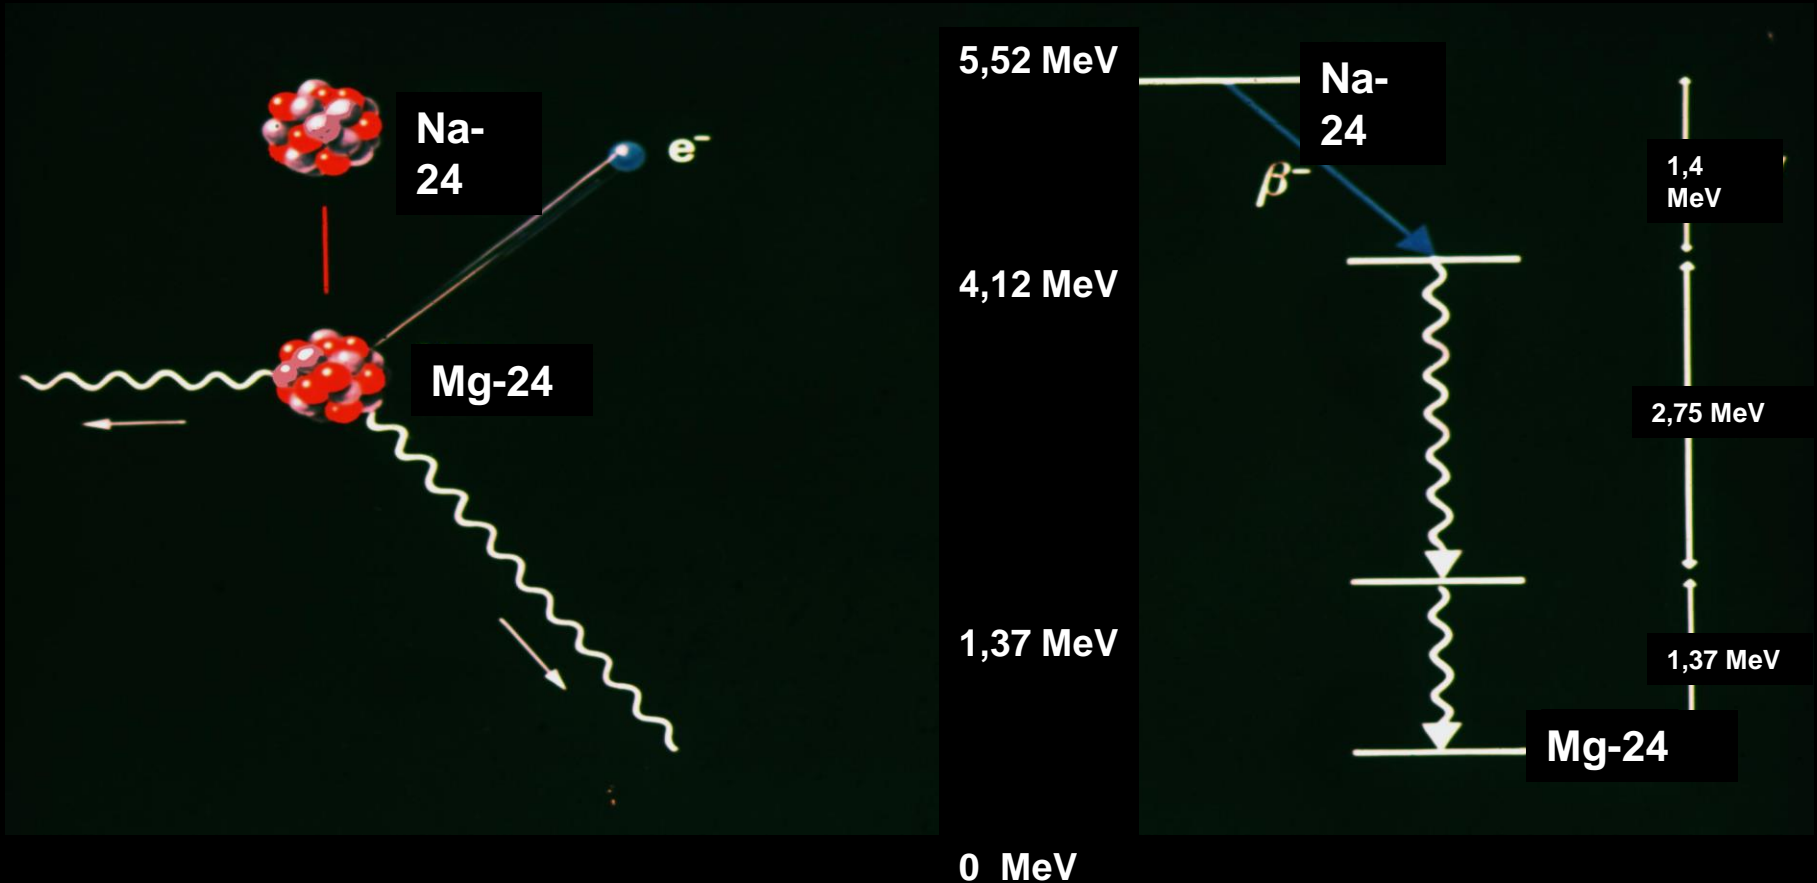 Na-
24
e⁻
Mg-24
5,52 MeV
4,12 MeV
1,37 MeV
0 MeV
Na-
24
β⁻
1,4
MeV
2,75 MeV
1,37 MeV
Mg-24